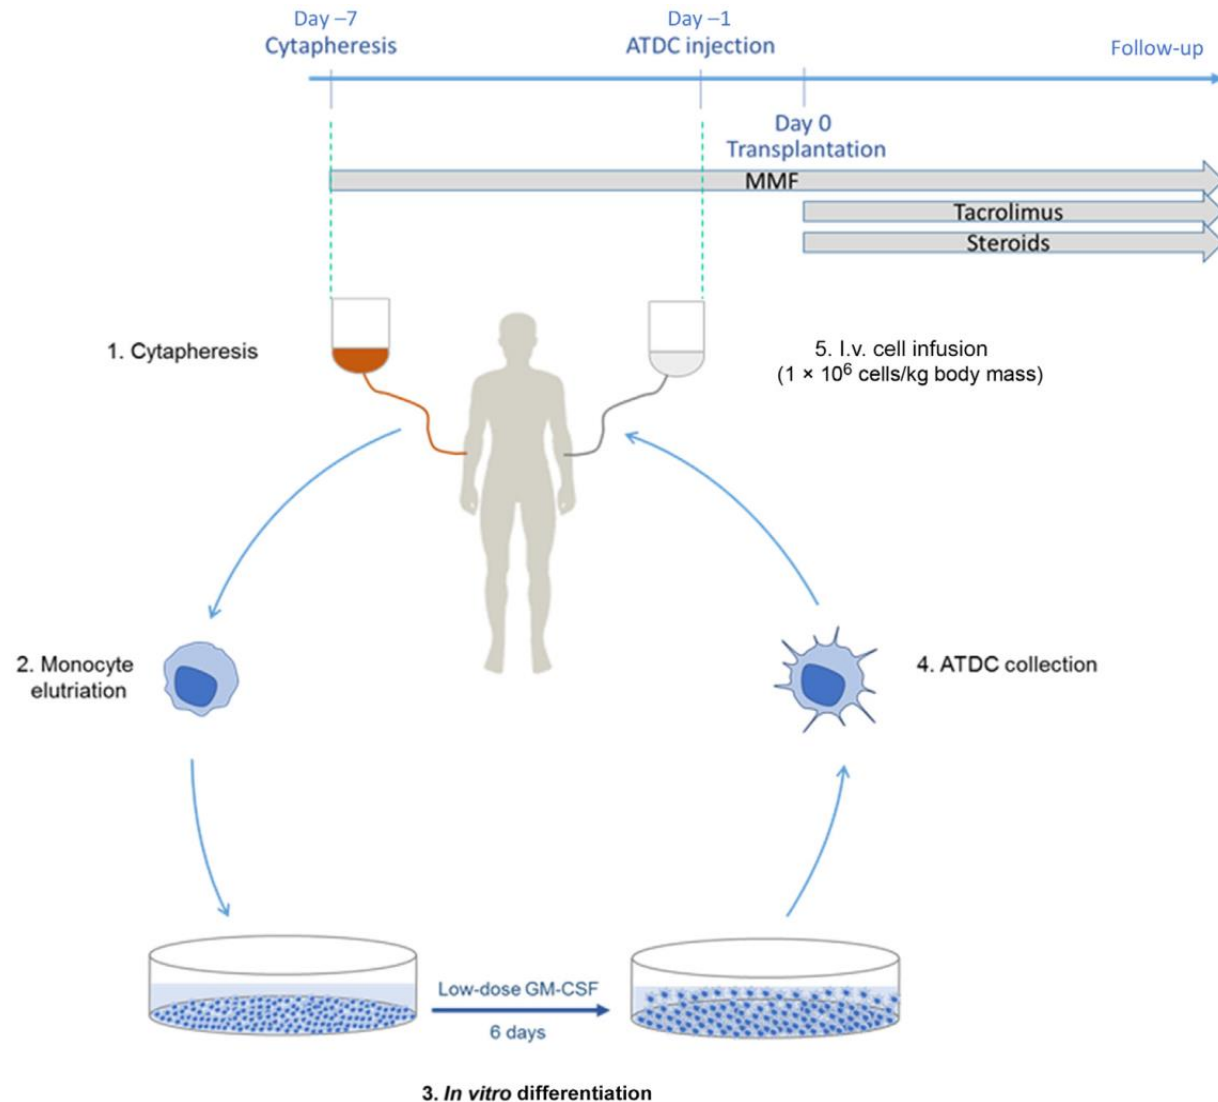 Day –7
Cytapheresis
Day –1
ATDC injection
Follow-up
Day 0
Transplantation
MMF
Tacrolimus
Steroids
1. Cytapheresis
5. I.v. cell infusion
(1 × 10⁶ cells/kg body mass)
2. Monocyte
elutriation
4. ATDC collection
Low-dose GM-CSF
6 days
3. In vitro differentiation